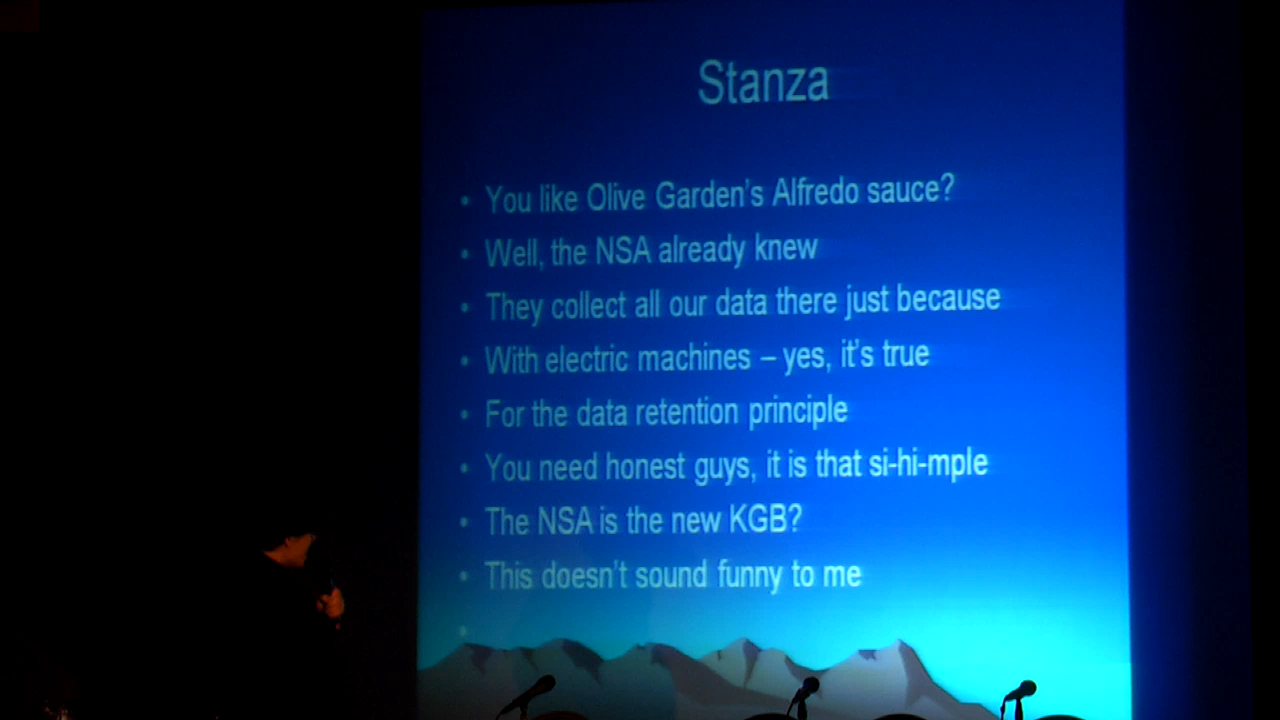 Stanza
• You like Olive Garden's Alfredo sauce?
• Well, the NSA already knew
• They collect all our data there just because
• With electric machines – yes, it's true
• For the data retention principle
• You need honest guys, it is that si-hi-mple
• The NSA is the new KGB?
• This doesn't sound funny to me
•